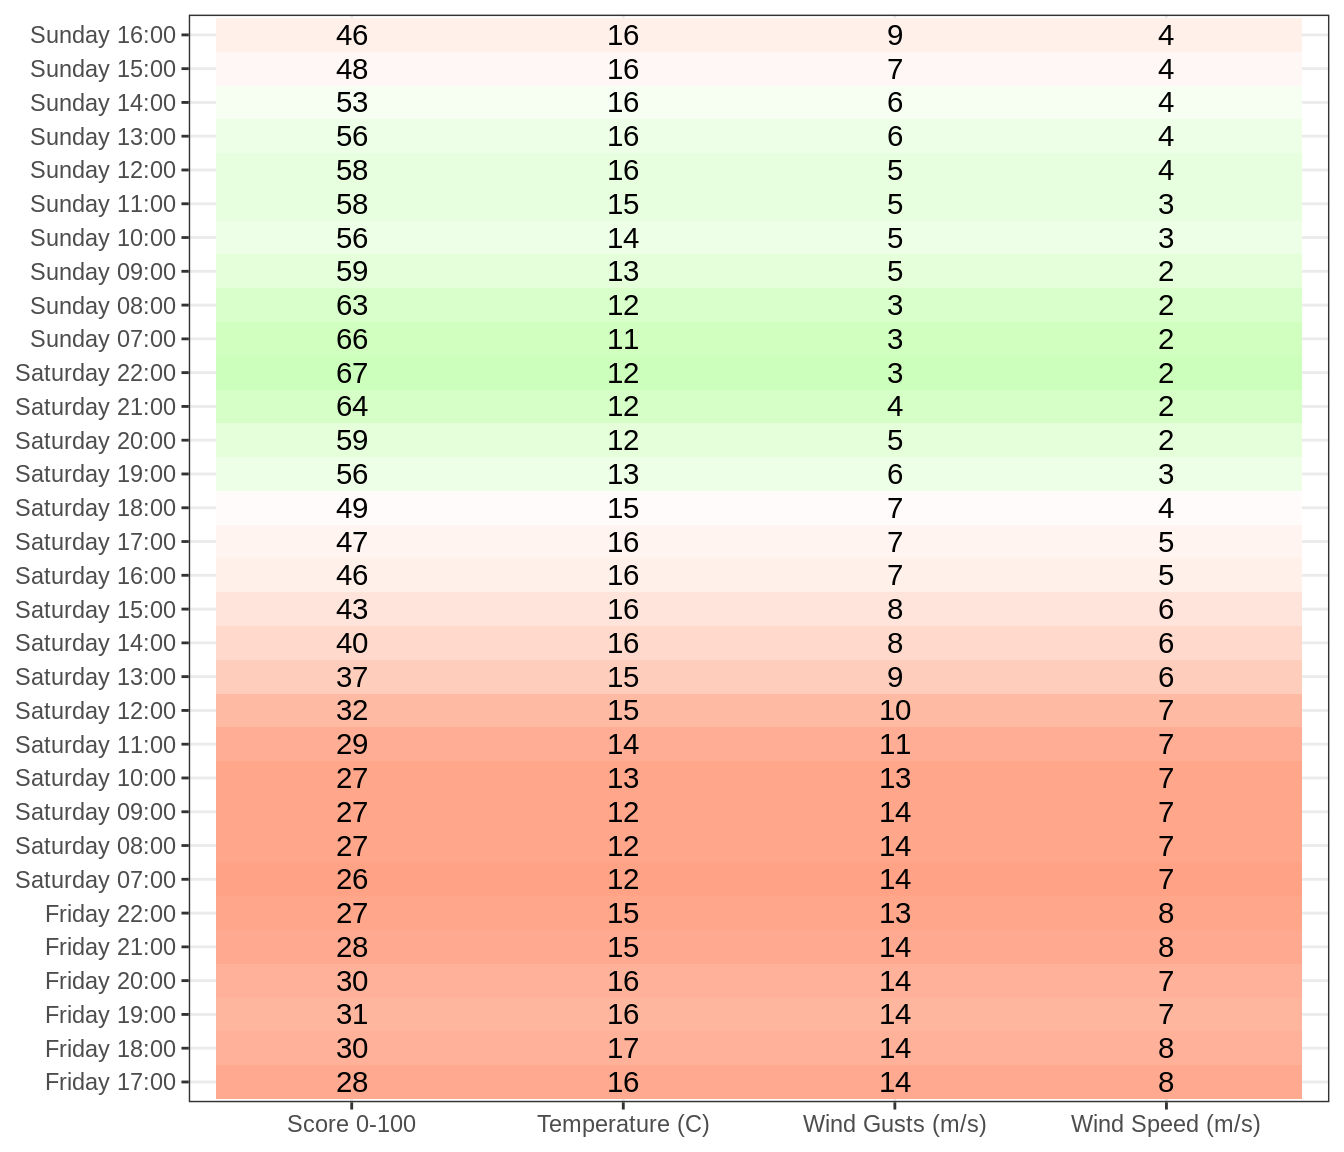 Sunday 16:00 46 16 9 4
Sunday 15:00 48 16 7 4
Sunday 14:00 53 16 6 4
Sunday 13:00 56 16 6 4
Sunday 12:00 58 16 5 4
Sunday 11:00 58 15 5 3
Sunday 10:00 56 14 5 3
Sunday 09:00 59 13 5 2
Sunday 08:00 63 12 3 2
Sunday 07:00 66 11 3 2
Saturday 22:00 67 12 3 2
Saturday 21:00 64 12 4 2
Saturday 20:00 59 12 5 2
Saturday 19:00 56 13 6 3
Saturday 18:00 49 15 7 4
Saturday 17:00 47 16 7 5
Saturday 16:00 46 16 7 5
Saturday 15:00 43 16 8 6
Saturday 14:00 40 16 8 6
Saturday 13:00 37 15 9 6
Saturday 12:00 32 15 10 7
Saturday 11:00 29 14 11 7
Saturday 10:00 27 13 13 7
Saturday 09:00 27 12 14 7
Saturday 08:00 27 12 14 7
Saturday 07:00 26 12 14 7
Friday 22:00 27 15 13 8
Friday 21:00 28 15 14 8
Friday 20:00 30 16 14 7
Friday 19:00 31 16 14 7
Friday 18:00 30 17 14 8
Friday 17:00 28 16 14 8
Score 0-100 Temperature (C) Wind Gusts (m/s) Wind Speed (m/s)